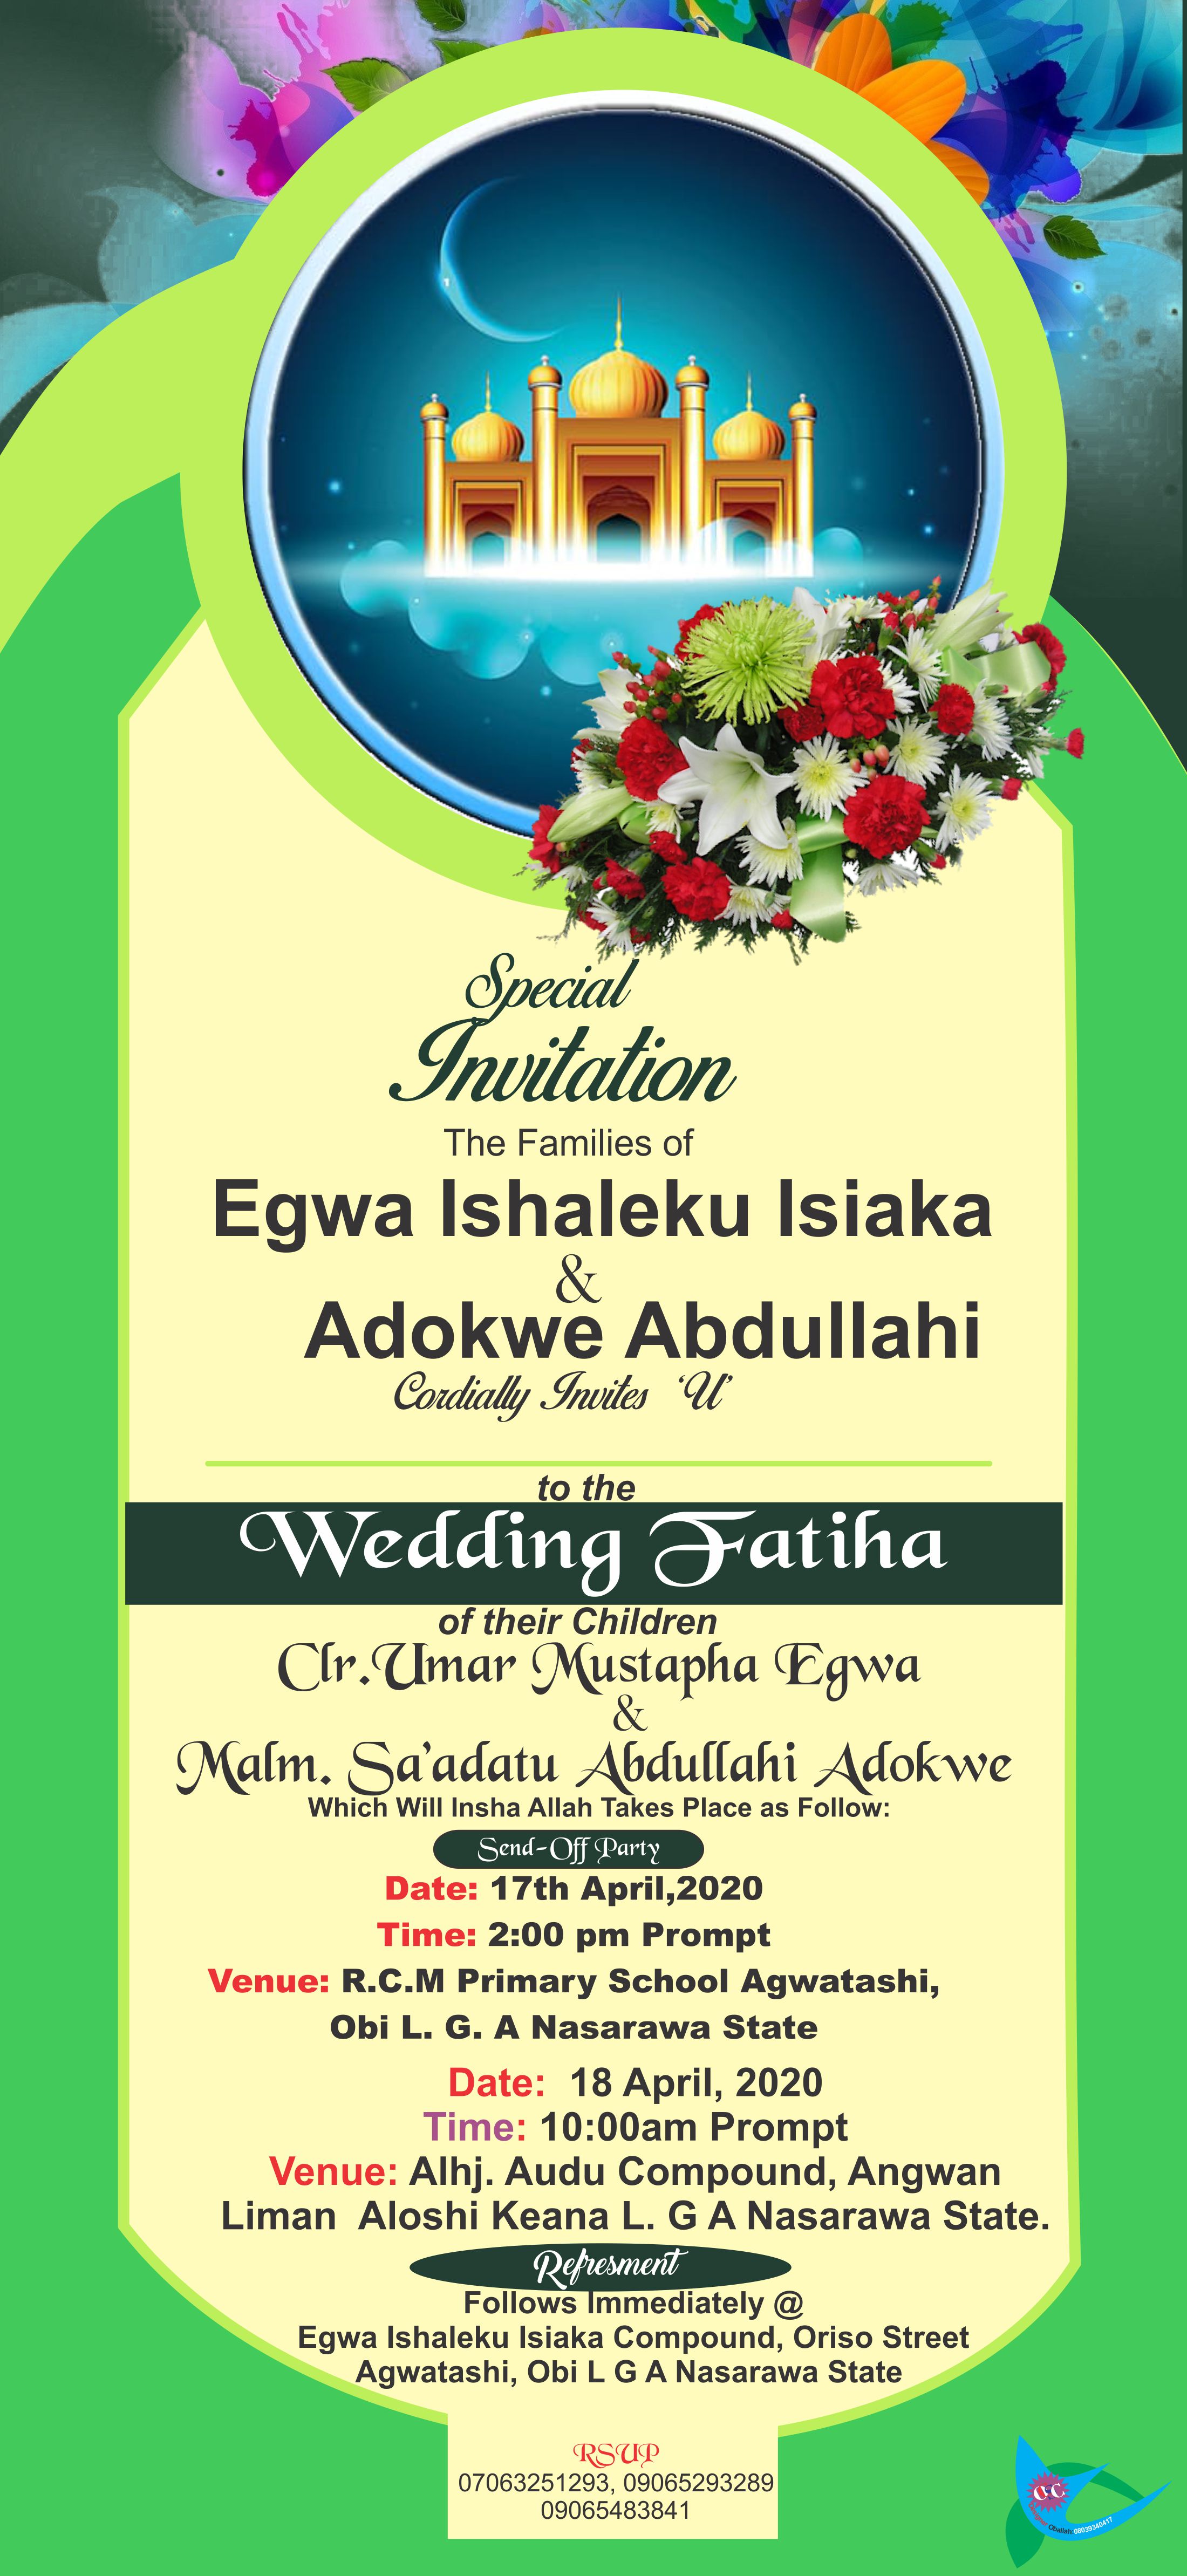 Special
Invitation
The Families of
Egwa Ishaleku Isiaka
&
Adokwe Abdullahi
Cordially Invites ‘U’
to the
Wedding Fatiha
of their Children
Clr.Umar Mustapha Egwa
&
Malm. Sa’adatu Abdullahi Adokwe
Which Will Insha Allah Takes Place as Follow:
Send-Off Party
Date: 17th April,2020
Time: 2:00 pm Prompt
Venue: R.C.M Primary School Agwatashi,
Obi L. G. A Nasarawa State
Date: 18 April, 2020
Time: 10:00am Prompt
Venue: Alhj. Audu Compound, Angwan
Liman Aloshi Keana L. G A Nasarawa State.
Refresment
Follows Immediately @
Egwa Ishaleku Isiaka Compound, Oriso Street
Agwatashi, Obi L G A Nasarawa State
RSUP
07063251293, 09065293289
09065483841
Oballahi 08039340417